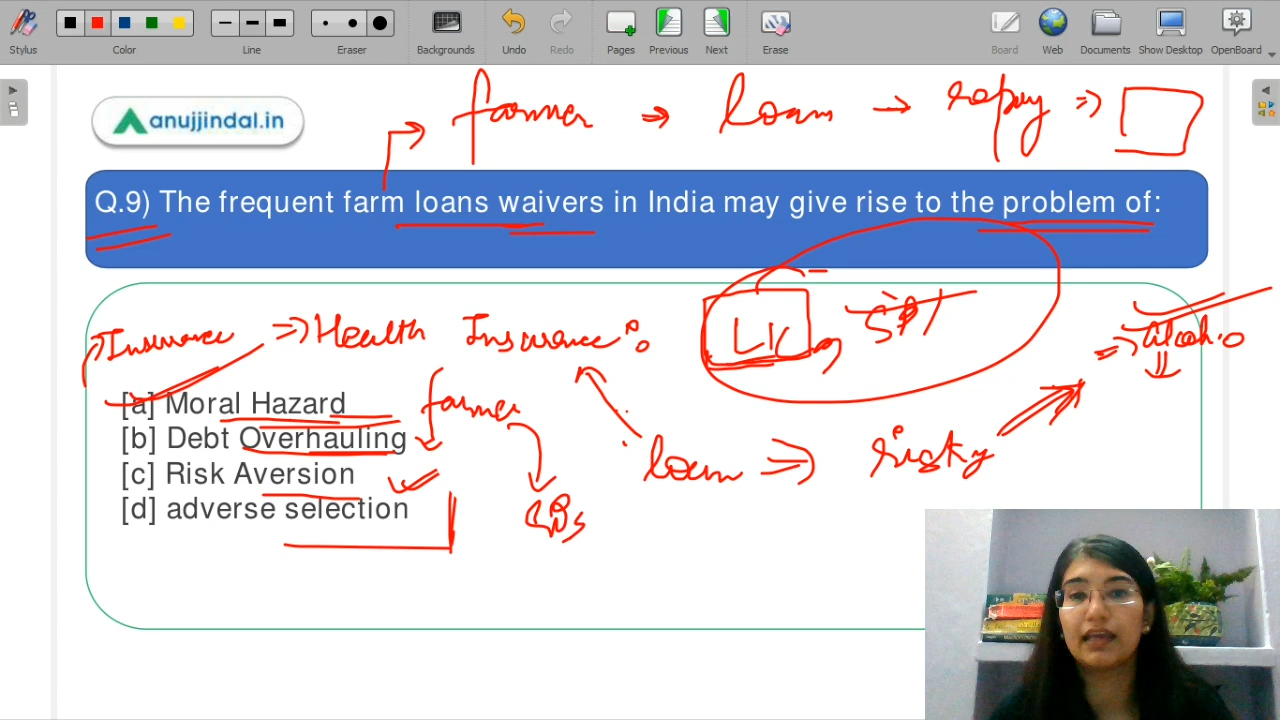 Stylus
Color
Line
Eraser
Backgrounds
Undo
Redo
Pages
Previous
Next
Erase
Board
Web
Documents
Show Desktop
OpenBoard
anujjindal.in
farmer → loan → repay ⇒
Q.9) The frequent farm loans waivers in India may give rise to the problem of:
Insurance ⇒ Health Insurance
LIC
[a] Moral Hazard
farmer
[b] Debt Overhauling
loan ⇒ risky
[c] Risk Aversion
[d] adverse selection